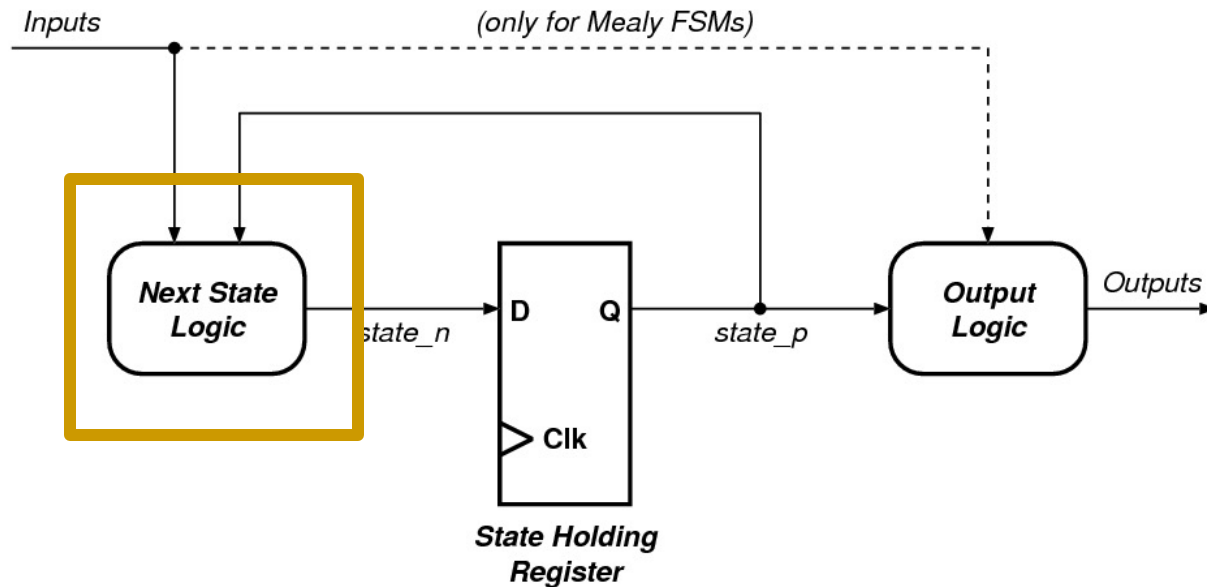 Inputs
(only for Mealy FSMs)
Next State
Logic
state_n
D
Q
Clk
state_p
Output
Logic
Outputs
State Holding
Register